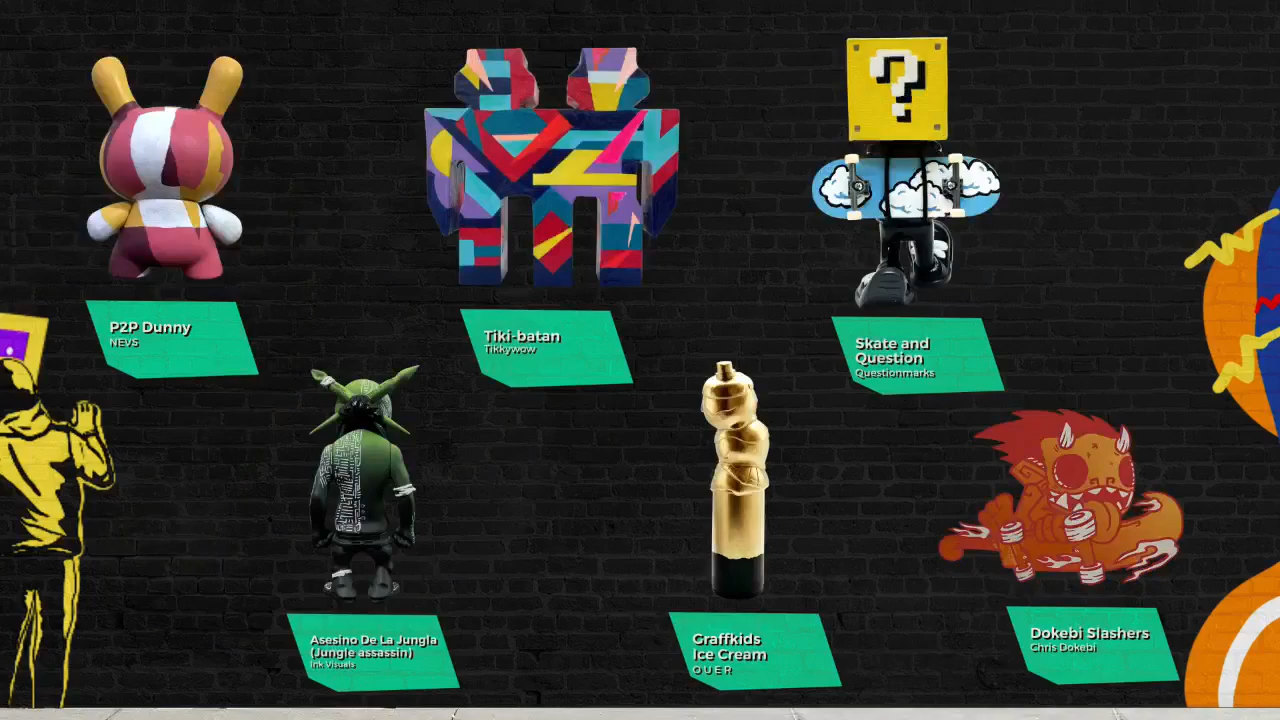 P2P Dunny
NEVS
Tiki-batan
Tikkywow
?
Skate and
Question
Questionmarks
Asesino De La Jungla
(Jungle assassin)
Ink Visuals
Graffkids
Ice Cream
OUER
Dokebi Slashers
Chris Dokebi